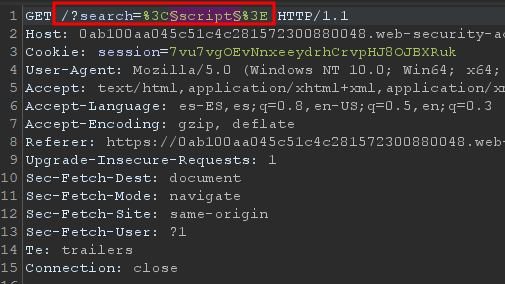 1 GET /?search=%3C§script§%3E HTTP/1.1
2 Host: 0ab100aa045c51c4c281572300880048.web-security-ac
3 Cookie: session=7vu7vgOEvNnxeeydrhCrvpHJ8OJBXRuk
4 User-Agent: Mozilla/5.0 (Windows NT 10.0; Win64; x64;
5 Accept: text/html,application/xhtml+xml,application/xm
6 Accept-Language: es-ES,es;q=0.8,en-US;q=0.5,en;q=0.3
7 Accept-Encoding: gzip, deflate
8 Referer: https://0ab100aa045c51c4c281572300880048.web-
9 Upgrade-Insecure-Requests: 1
10 Sec-Fetch-Dest: document
11 Sec-Fetch-Mode: navigate
12 Sec-Fetch-Site: same-origin
13 Sec-Fetch-User: ?1
14 Te: trailers
15 Connection: close
16